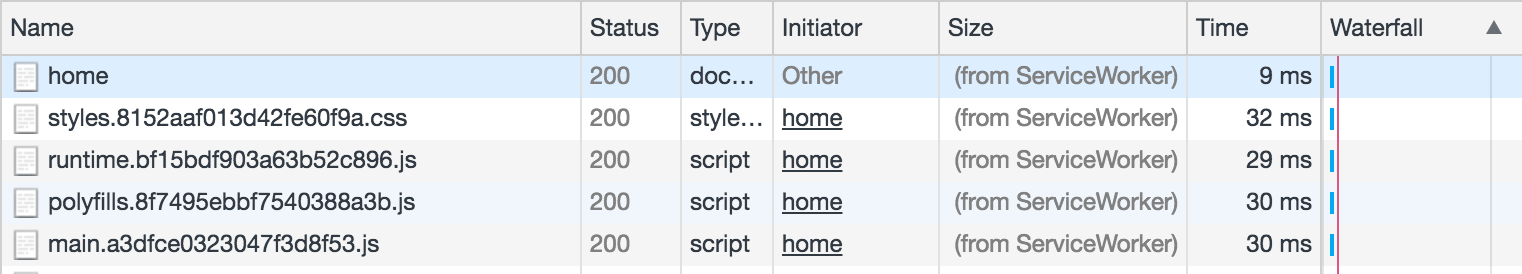 Name Status Type Initiator Size Time Waterfall ▲
home 200 doc… Other (from ServiceWorker) 9 ms
styles.8152aaf013d42fe60f9a.css 200 style… home (from ServiceWorker) 32 ms
runtime.bf15bdf903a63b52c896.js 200 script home (from ServiceWorker) 29 ms
polyfills.8f7495ebbf7540388a3b.js 200 script home (from ServiceWorker) 30 ms
main.a3dfce0323047f3d8f53.js 200 script home (from ServiceWorker) 30 ms